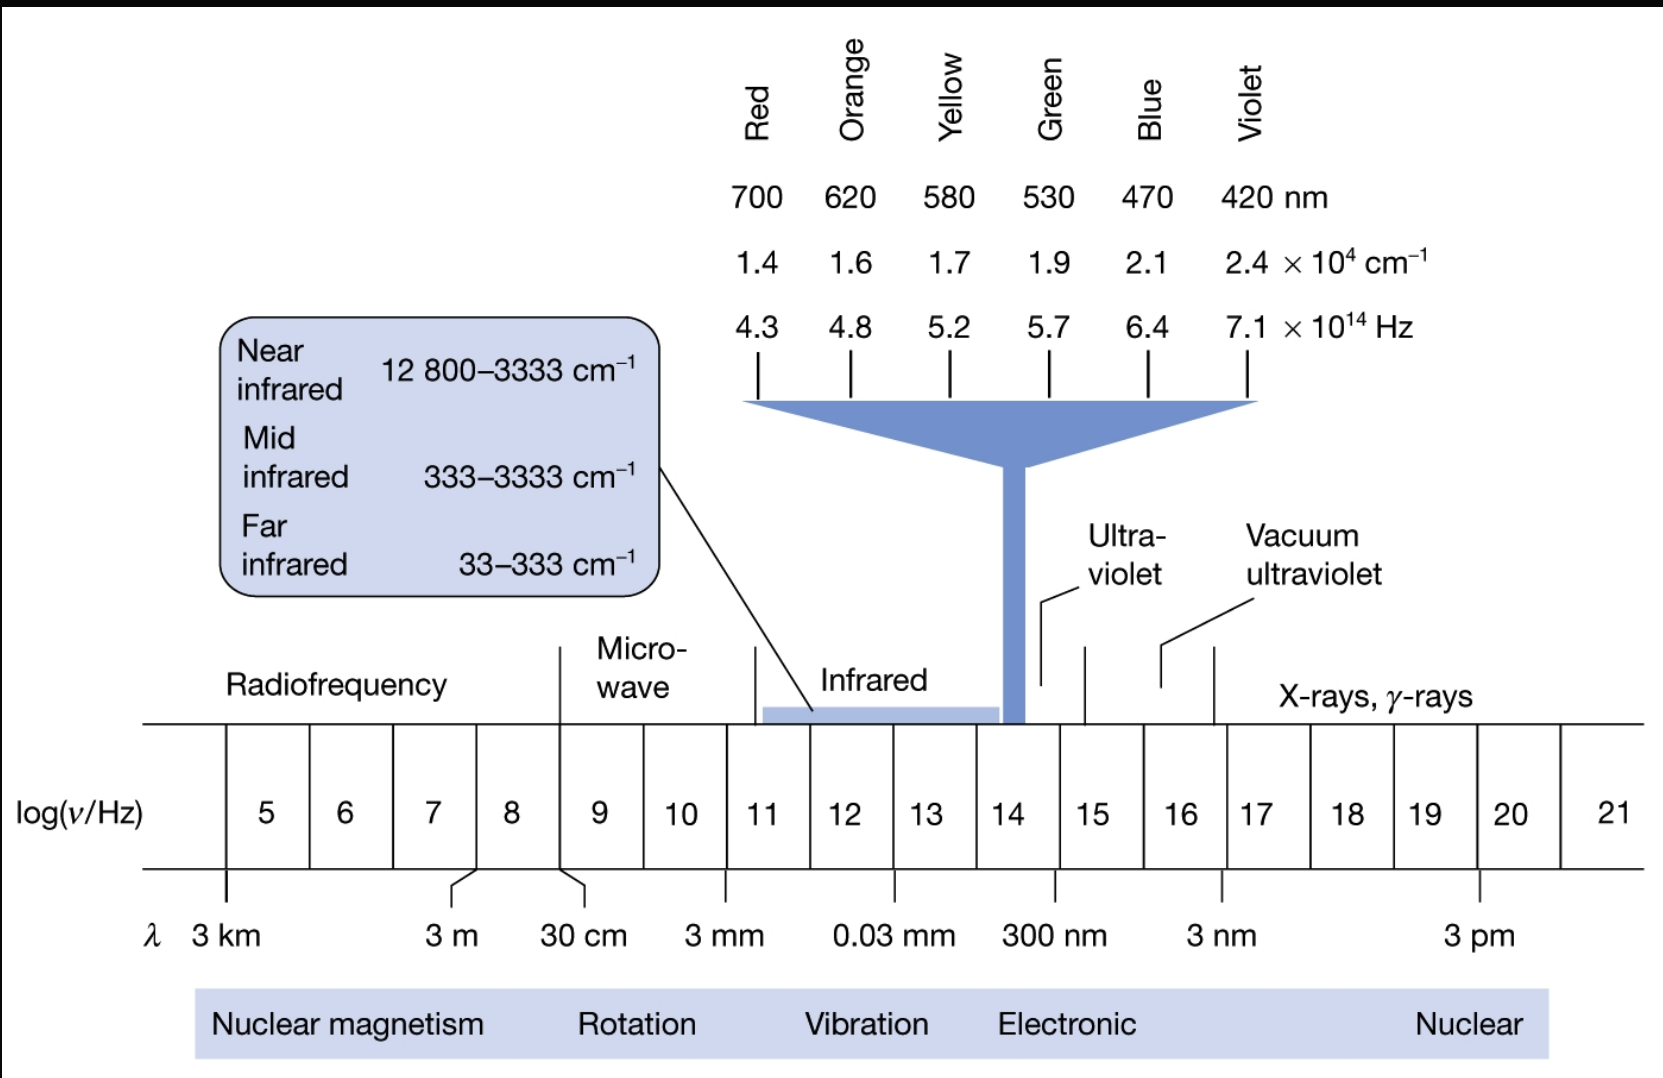 Red Orange Yellow Green Blue Violet
700 620 580 530 470 420 nm
1.4 1.6 1.7 1.9 2.1 2.4 × 10⁴ cm⁻¹
4.3 4.8 5.2 5.7 6.4 7.1 × 10¹⁴ Hz
Near
infrared 12 800–3333 cm⁻¹
Mid
infrared 333–3333 cm⁻¹
Far
infrared 33–333 cm⁻¹
Ultra-
violet
Vacuum
ultraviolet
Radiofrequency
Micro-
wave
Infrared
X-rays, γ-rays
log(ν/Hz) 5 6 7 8 9 10 11 12 13 14 15 16 17 18 19 20 21
λ 3 km 3 m 30 cm 3 mm 0.03 mm 300 nm 3 nm 3 pm
Nuclear magnetism Rotation Vibration Electronic Nuclear